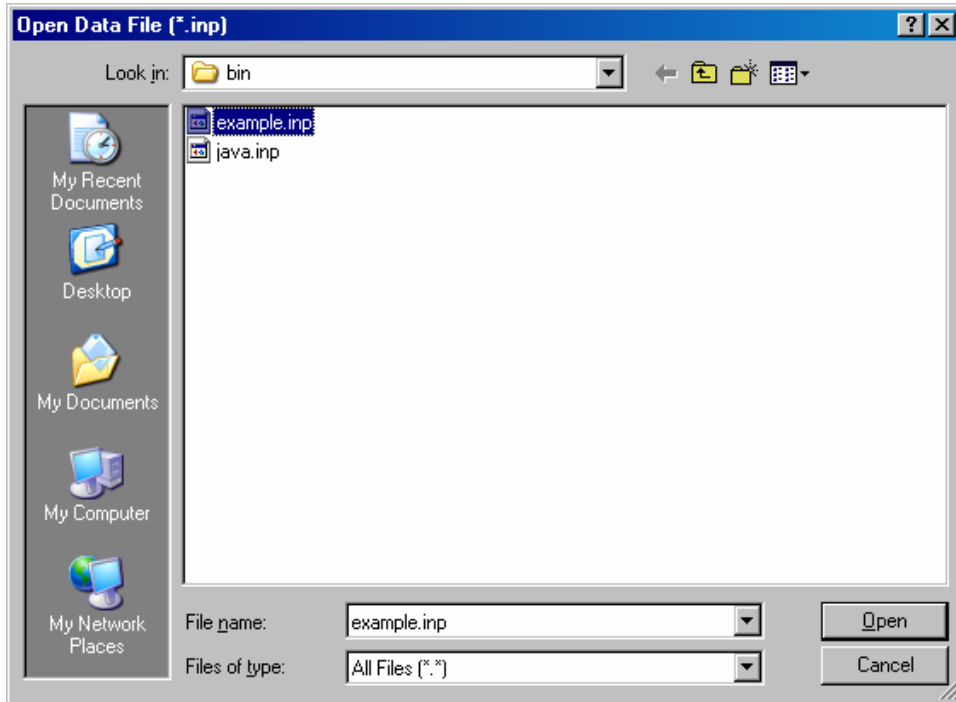 Open Data File (*.inp)
Look in:
bin
example.inp
java.inp
My Recent
Documents
Desktop
My Documents
My Computer
My Network
Places
File name:
example.inp
Open
Files of type:
All Files (*.*)
Cancel